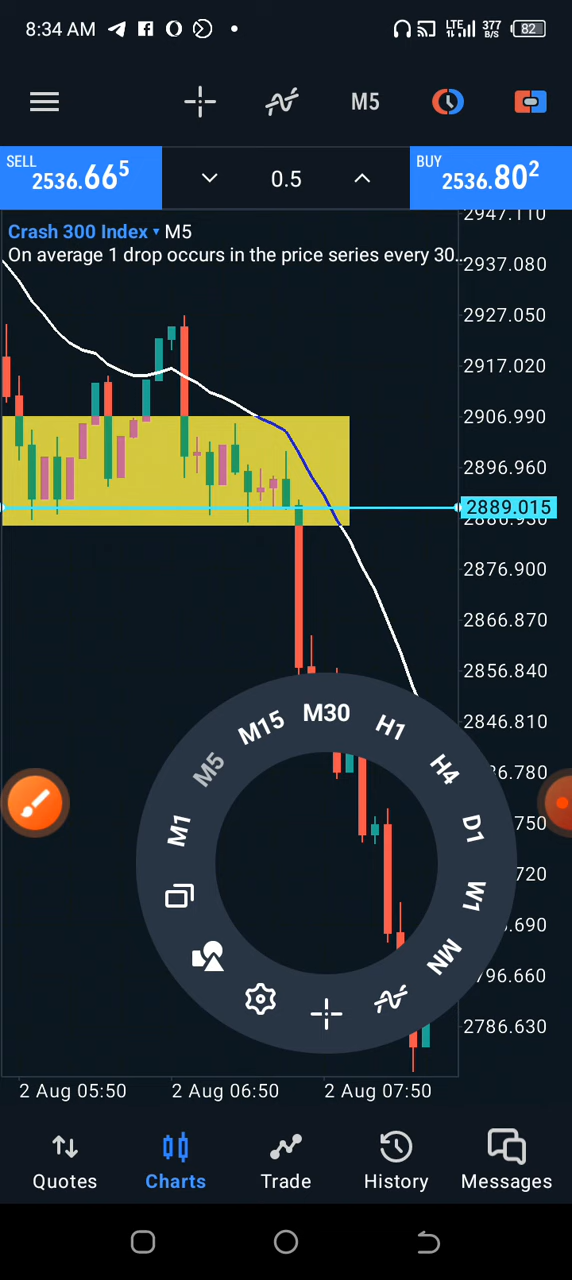 8:34 AM
LTE
377
B/S
82
M5
SELL
2536.665
0.5
BUY
2536.802
2947.110
Crash 300 Index M5
On average 1 drop occurs in the price series every 30...
2937.080
2927.050
2917.020
2906.990
2896.960
2889.015
2876.900
2866.870
2856.840
2846.810
2786.630
M1
M5
M15
M30
H1
H4
D1
W1
MN
2 Aug 05:50
2 Aug 06:50
2 Aug 07:50
Quotes
Charts
Trade
History
Messages